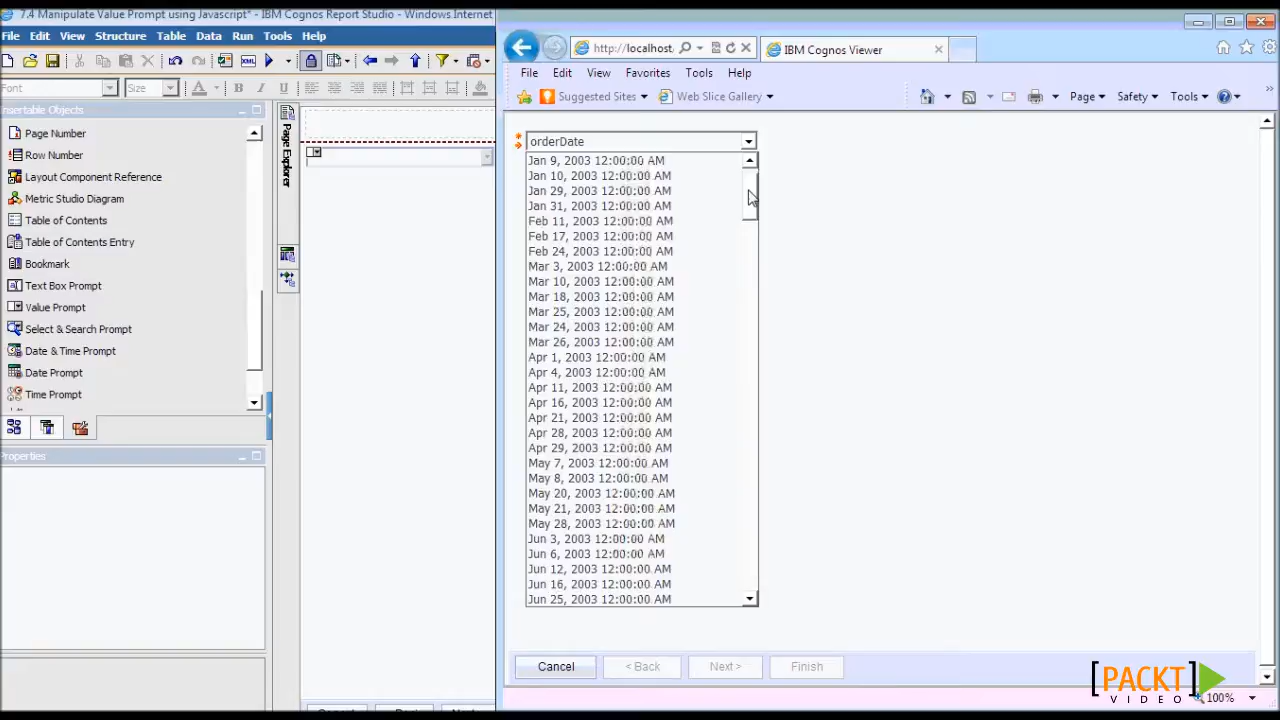 7.4 Manipulate Value Prompt using Javascript* - IBM Cognos Report Studio - Windows Internet
File Edit View Structure Table Data Run Tools Help
Font Size
Insertable Objects
Page Number
Row Number
Layout Component Reference
Metric Studio Diagram
Table of Contents
Table of Contents Entry
Bookmark
Text Box Prompt
Value Prompt
Select & Search Prompt
Date & Time Prompt
Date Prompt
Time Prompt
Properties
Page Explorer
http://localhost.
IBM Cognos Viewer
File Edit View Favorites Tools Help
Suggested Sites Web Slice Gallery
Page Safety Tools
orderDate
Jan 9, 2003 12:00:00 AM
Jan 10, 2003 12:00:00 AM
Jan 29, 2003 12:00:00 AM
Jan 31, 2003 12:00:00 AM
Feb 11, 2003 12:00:00 AM
Feb 17, 2003 12:00:00 AM
Feb 24, 2003 12:00:00 AM
Mar 3, 2003 12:00:00 AM
Mar 10, 2003 12:00:00 AM
Mar 18, 2003 12:00:00 AM
Mar 25, 2003 12:00:00 AM
Mar 24, 2003 12:00:00 AM
Mar 26, 2003 12:00:00 AM
Apr 1, 2003 12:00:00 AM
Apr 4, 2003 12:00:00 AM
Apr 11, 2003 12:00:00 AM
Apr 16, 2003 12:00:00 AM
Apr 21, 2003 12:00:00 AM
Apr 28, 2003 12:00:00 AM
Apr 29, 2003 12:00:00 AM
May 7, 2003 12:00:00 AM
May 8, 2003 12:00:00 AM
May 20, 2003 12:00:00 AM
May 21, 2003 12:00:00 AM
May 28, 2003 12:00:00 AM
Jun 3, 2003 12:00:00 AM
Jun 6, 2003 12:00:00 AM
Jun 12, 2003 12:00:00 AM
Jun 16, 2003 12:00:00 AM
Jun 25, 2003 12:00:00 AM
Cancel < Back Next > Finish
[PACKT]
VIDEO
100%